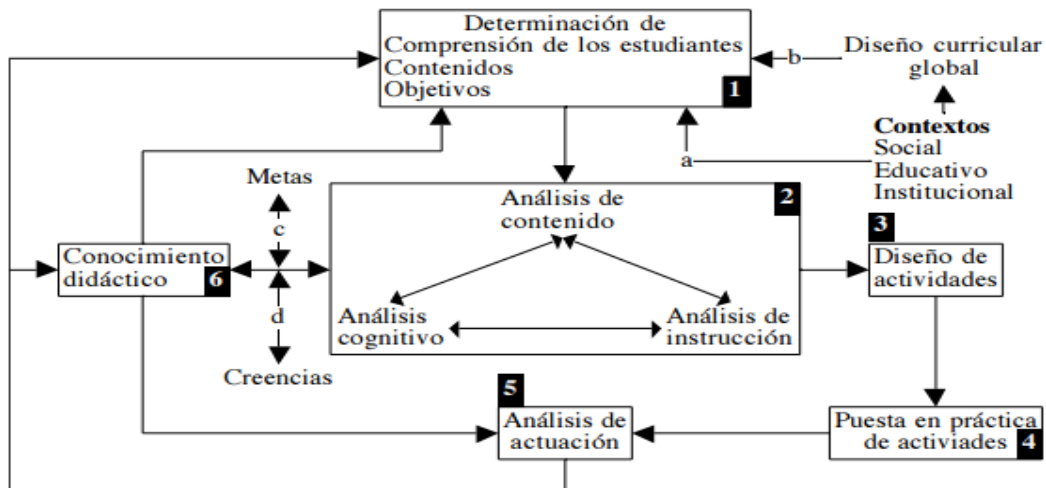 Determinación de
Comprensión de los estudiantes
Contenidos
Objetivos
1
b
Diseño curricular
global
a
Contextos
Social
Educativo
Institucional
Metas
c
d
Creencias
Conocimiento
didáctico
6
2
Análisis de
contenido
Análisis
cognitivo
Análisis de
instrucción
3
Diseño de
actividades
5
Análisis de
actuación
Puesta en práctica
de activiades
4